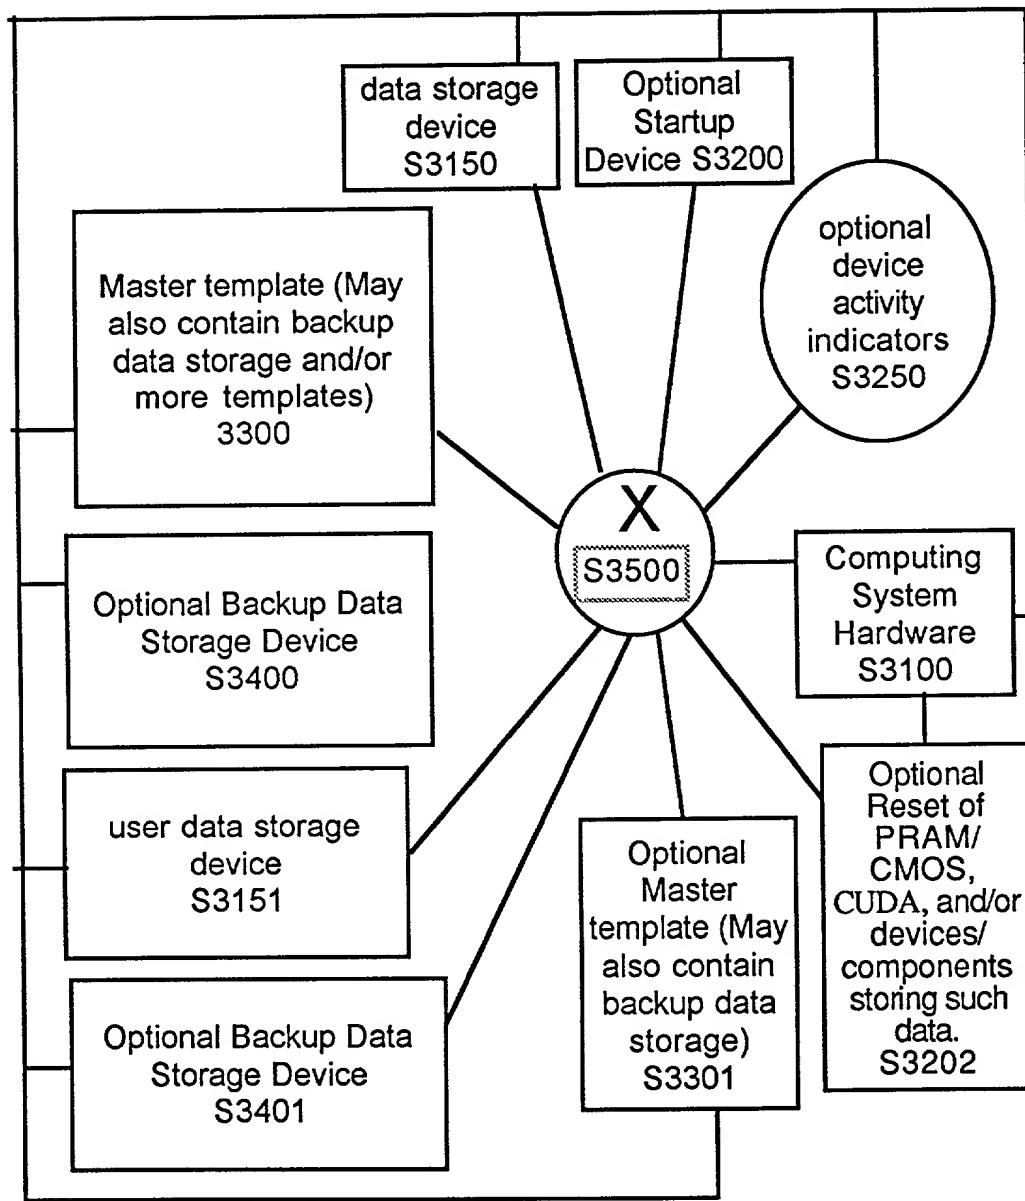 data storage
device
S3150
Optional
Startup
Device S3200
optional
device
activity
indicators
S3250
Master template (May
also contain backup
data storage and/or
more templates)
3300
X
S3500
Computing
System
Hardware
S3100
Optional Backup Data
Storage Device
S3400
user data storage
device
S3151
Optional
Master
template (May
also contain
backup data
storage)
S3301
Optional
Reset of
PRAM/
CMOS,
CUDA, and/or
devices/
components
storing such
data.
S3202
Optional Backup Data
Storage Device
S3401